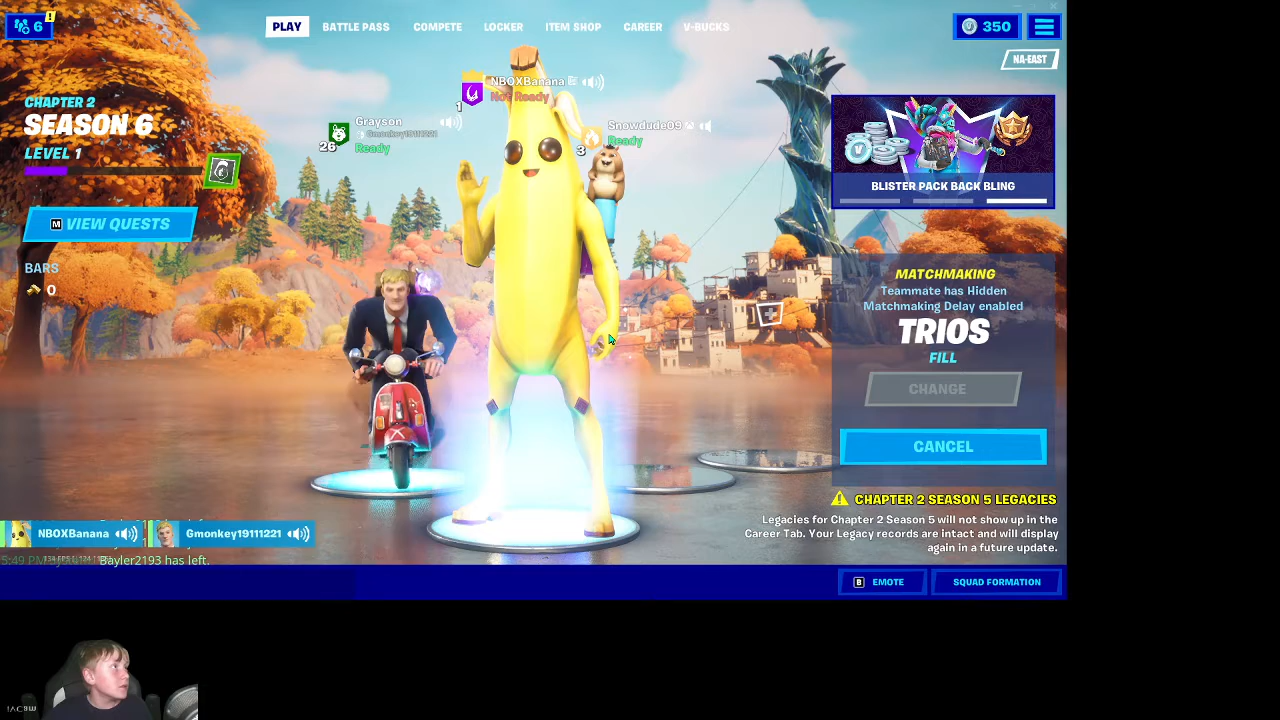 6
PLAY
BATTLE PASS
COMPETE
LOCKER
ITEM SHOP
CAREER
V-BUCKS
350
NA-EAST
CHAPTER 2
SEASON 6
LEVEL 1
VIEW QUESTS
M
BARS
0
NBOXBanana
Not Ready
1
Grayson
Gmonkey19111221
26
Ready
Snowdude09
3
Ready
BLISTER PACK BACK BLING
MATCHMAKING
Teammate has Hidden
Matchmaking Delay enabled
TRIOS
FILL
CHANGE
CANCEL
CHAPTER 2 SEASON 5 LEGACIES
Legacies for Chapter 2 Season 5 will not show up in the
Career Tab. Your Legacy records are intact and will display
again in a future update.
NBOXBanana
Gmonkey19111221
Bayler2193 has left.
B EMOTE
SQUAD FORMATION